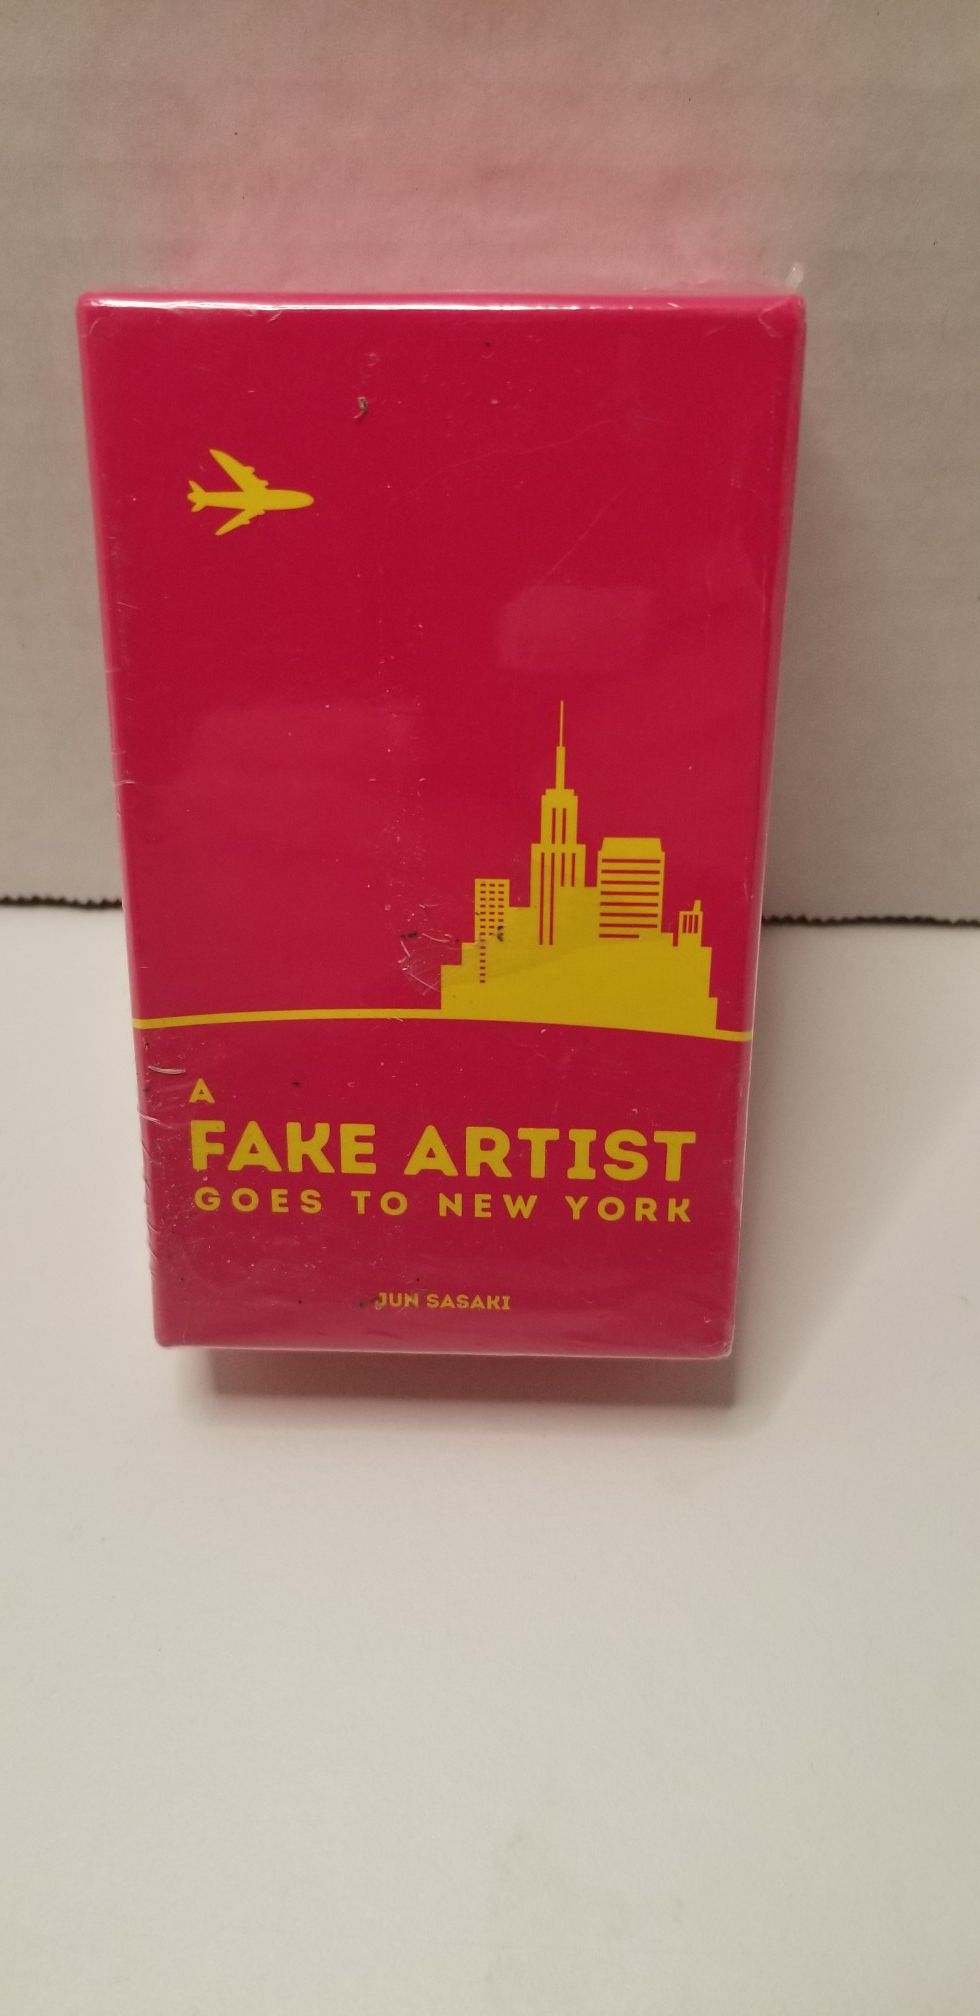 A
FAKE ARTIST
GOES TO NEW YORK
JUN SASAKI